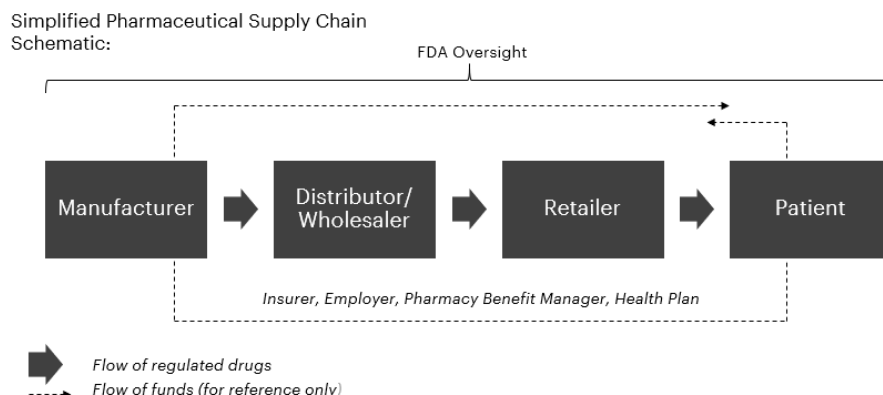 Simplified Pharmaceutical Supply Chain
Schematic:
FDA Oversight
Manufacturer
Distributor/
Wholesaler
Retailer
Patient
Insurer, Employer, Pharmacy Benefit Manager, Health Plan
Flow of regulated drugs
Flow of funds (for reference only)